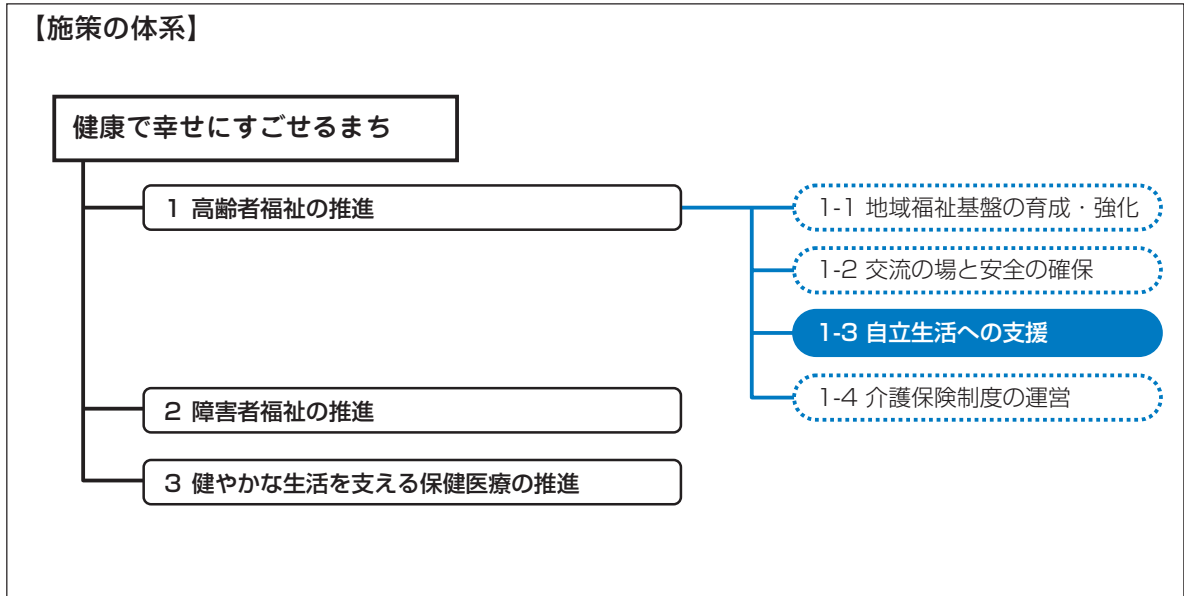 【施策の体系】
健康で幸せにすごせるまち
1 高齢者福祉の推進
1-1 地域福祉基盤の育成・強化
1-2 交流の場と安全の確保
1-3 自立生活への支援
1-4 介護保険制度の運営
2 障害者福祉の推進
3 健やかな生活を支える保健医療の推進